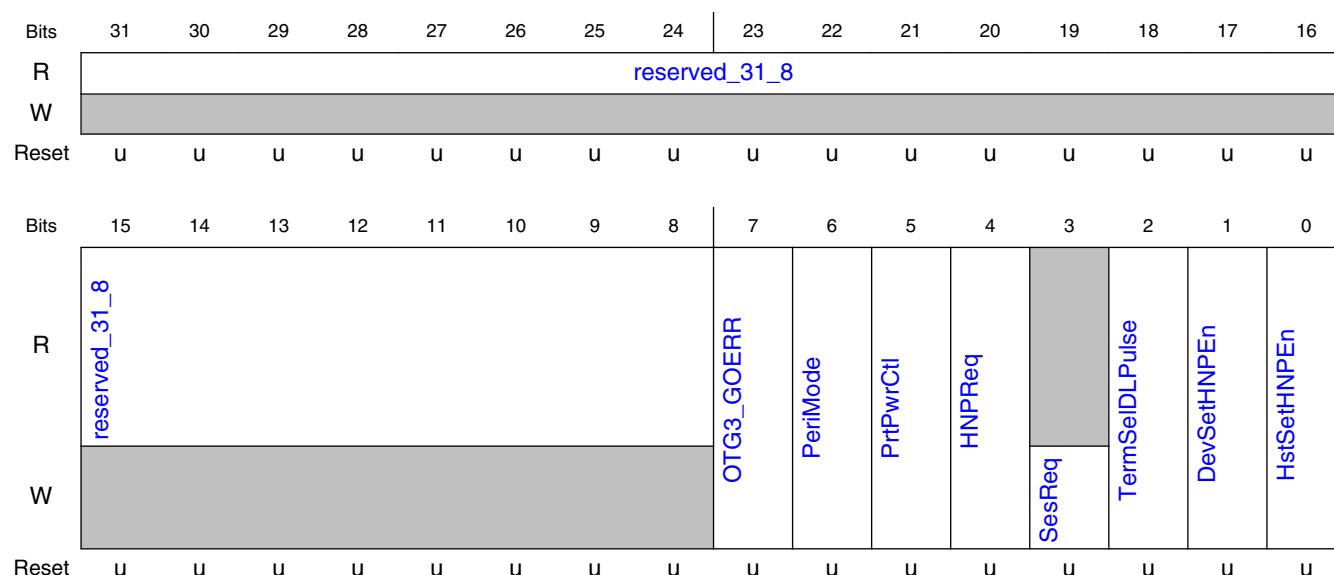 Bits 31 30 29 28 27 26 25 24 23 22 21 20 19 18 17 16
R reserved_31_8
W
Reset u u u u u u u u u u u u u u u u
Bits 15 14 13 12 11 10 9 8 7 6 5 4 3 2 1 0
R reserved_31_8 OTG3_GOERR PeriMode PrtPwrCtl HNPReq TermSelDLPulse DevSetHNPEn HstSetHNPEn
W SesReq
Reset u u u u u u u u u u u u u u u u